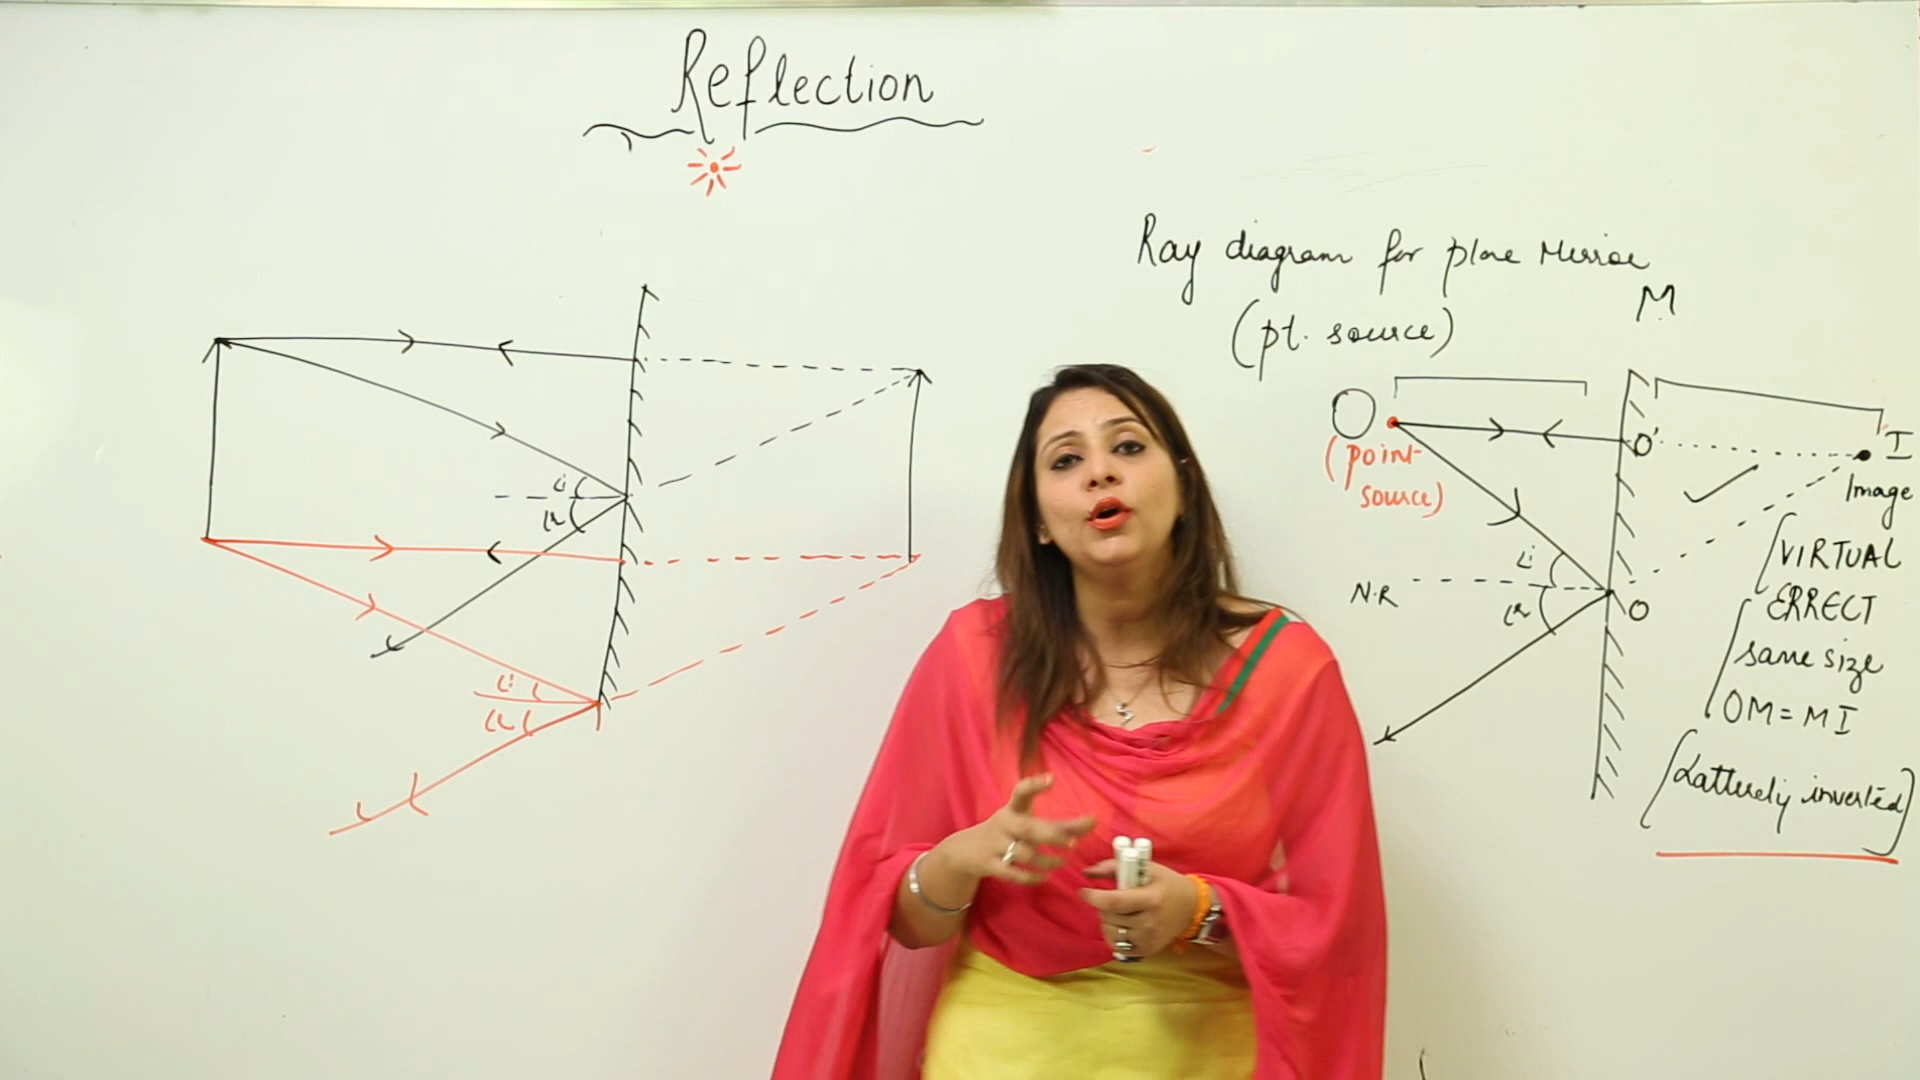 Reflection
Ray diagram for plane Mirror
(pt. source)
M
O
(point-
source)
O'
I
Image
∠i
∠r
N.R
O
VIRTUAL
ERRECT
same size
OM = MI
(Latterely inverted)
∠i
∠r
∠i
∠r